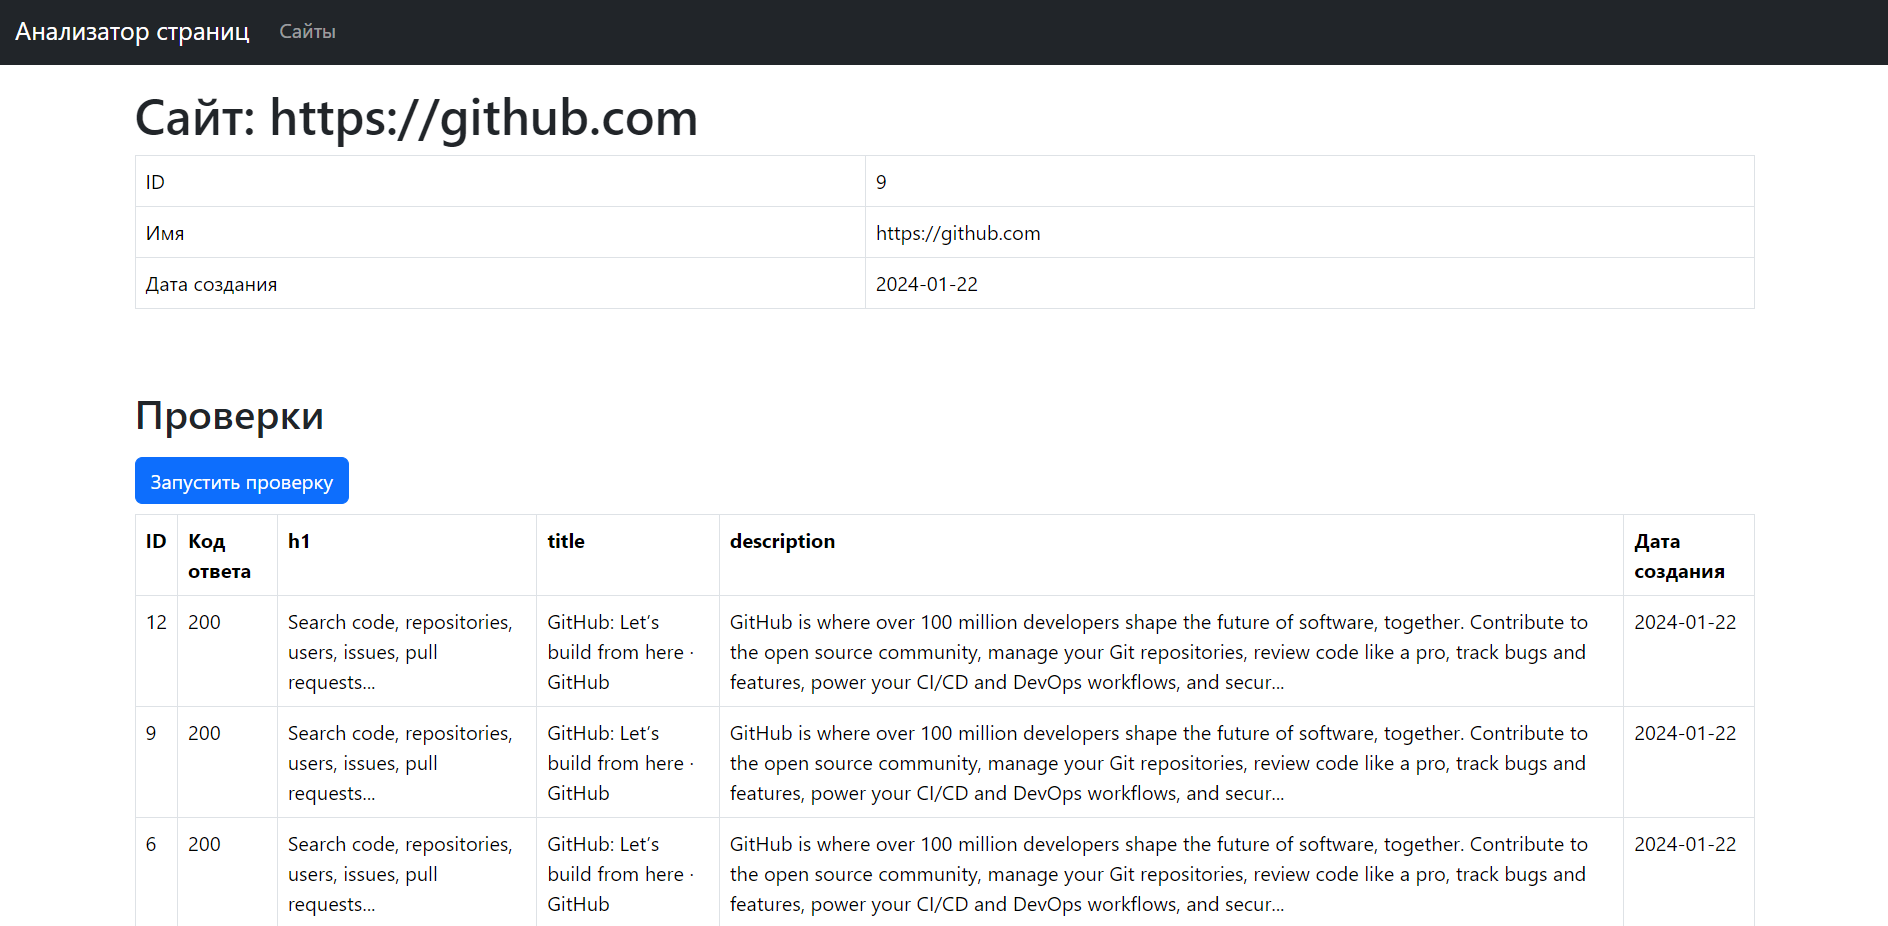 Анализатор страниц Сайты
Сайт: https://github.com
ID 9
Имя https://github.com
Дата создания 2024-01-22
Проверки
Запустить проверку
ID Код ответа h1 title description Дата создания
12 200 Search code, repositories, users, issues, pull requests... GitHub: Let’s build from here · GitHub GitHub is where over 100 million developers shape the future of software, together. Contribute to the open source community, manage your Git repositories, review code like a pro, track bugs and features, power your CI/CD and DevOps workflows, and secur... 2024-01-22
9 200 Search code, repositories, users, issues, pull requests... GitHub: Let’s build from here · GitHub GitHub is where over 100 million developers shape the future of software, together. Contribute to the open source community, manage your Git repositories, review code like a pro, track bugs and features, power your CI/CD and DevOps workflows, and secur... 2024-01-22
6 200 Search code, repositories, users, issues, pull requests... GitHub: Let’s build from here · GitHub GitHub is where over 100 million developers shape the future of software, together. Contribute to the open source community, manage your Git repositories, review code like a pro, track bugs and features, power your CI/CD and DevOps workflows, and secur... 2024-01-22